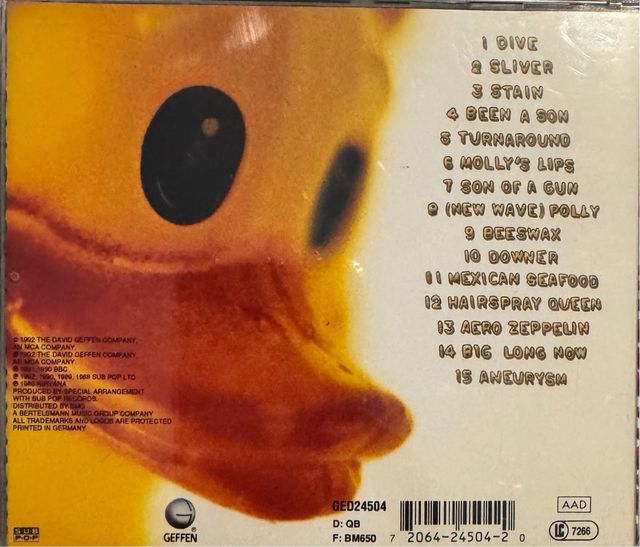 1 DIVE
2 SLIVER
3 STAIN
4 BEEN A SON
5 TURNAROUND
6 MOLLY'S LIPS
7 SON OF A GUN
8 (NEW WAVE) POLLY
9 BEESWAX
10 DOWNER
11 MEXICAN SEAFOOD
12 HAIRSPRAY QUEEN
13 AERO ZEPPELIN
14 BIG LONG NOW
15 ANEURYSM
© 1992 THE DAVID GEFFEN COMPANY,
AN MCA COMPANY.
℗ 1992 THE DAVID GEFFEN COMPANY,
AN MCA COMPANY.
℗ 1991, 1990 BBC
℗ 1992, 1990, 1989, 1988 SUB POP LTD
℗ 1988 NIRVANA
PRODUCED BY SPECIAL ARRANGEMENT
WITH SUB POP RECORDS.
DISTRIBUTED BY BMG
A BERTELSMANN MUSIC GROUP COMPANY
ALL TRADEMARKS AND LOGOS ARE PROTECTED
PRINTED IN GERMANY
SUB
POP
GEFFEN®
GED24504
D: QB
F: BM650
7 2064-24504-2 0
AAD
LC 7266